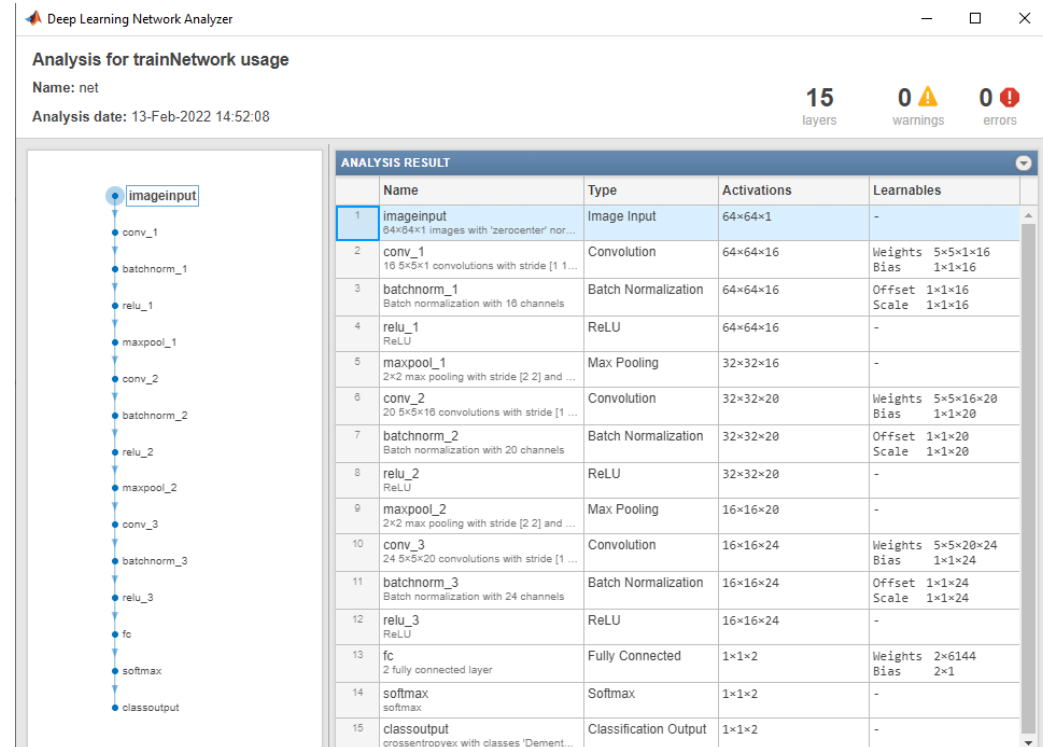 Deep Learning Network Analyzer
Analysis for trainNetwork usage
Name: net
Analysis date: 13-Feb-2022 14:52:08
15
layers
0
warnings
0
errors
imageinput
conv_1
batchnorm_1
relu_1
maxpool_1
conv_2
batchnorm_2
relu_2
maxpool_2
conv_3
batchnorm_3
relu_3
fc
softmax
classoutput
ANALYSIS RESULT
Name Type Activations Learnables
1 imageinput Image Input 64×64×1 -
64×64×1 images with 'zerocenter' nor...
2 conv_1 Convolution 64×64×16 Weights 5×5×1×16
16 5×5×1 convolutions with stride [1 1... Bias 1×1×16
3 batchnorm_1 Batch Normalization 64×64×16 Offset 1×1×16
Batch normalization with 16 channels Scale 1×1×16
4 relu_1 ReLU 64×64×16 -
ReLU
5 maxpool_1 Max Pooling 32×32×16 -
2×2 max pooling with stride [2 2] and ...
6 conv_2 Convolution 32×32×20 Weights 5×5×16×20
20 5×5×16 convolutions with stride [1 ... Bias 1×1×20
7 batchnorm_2 Batch Normalization 32×32×20 Offset 1×1×20
Batch normalization with 20 channels Scale 1×1×20
8 relu_2 ReLU 32×32×20 -
ReLU
9 maxpool_2 Max Pooling 16×16×20 -
2×2 max pooling with stride [2 2] and ...
10 conv_3 Convolution 16×16×24 Weights 5×5×20×24
24 5×5×20 convolutions with stride [1 ... Bias 1×1×24
11 batchnorm_3 Batch Normalization 16×16×24 Offset 1×1×24
Batch normalization with 24 channels Scale 1×1×24
12 relu_3 ReLU 16×16×24 -
ReLU
13 fc Fully Connected 1×1×2 Weights 2×6144
2 fully connected layer Bias 2×1
14 softmax Softmax 1×1×2 -
softmax
15 classoutput Classification Output 1×1×2 -
crossentropyex with classes 'Dement...